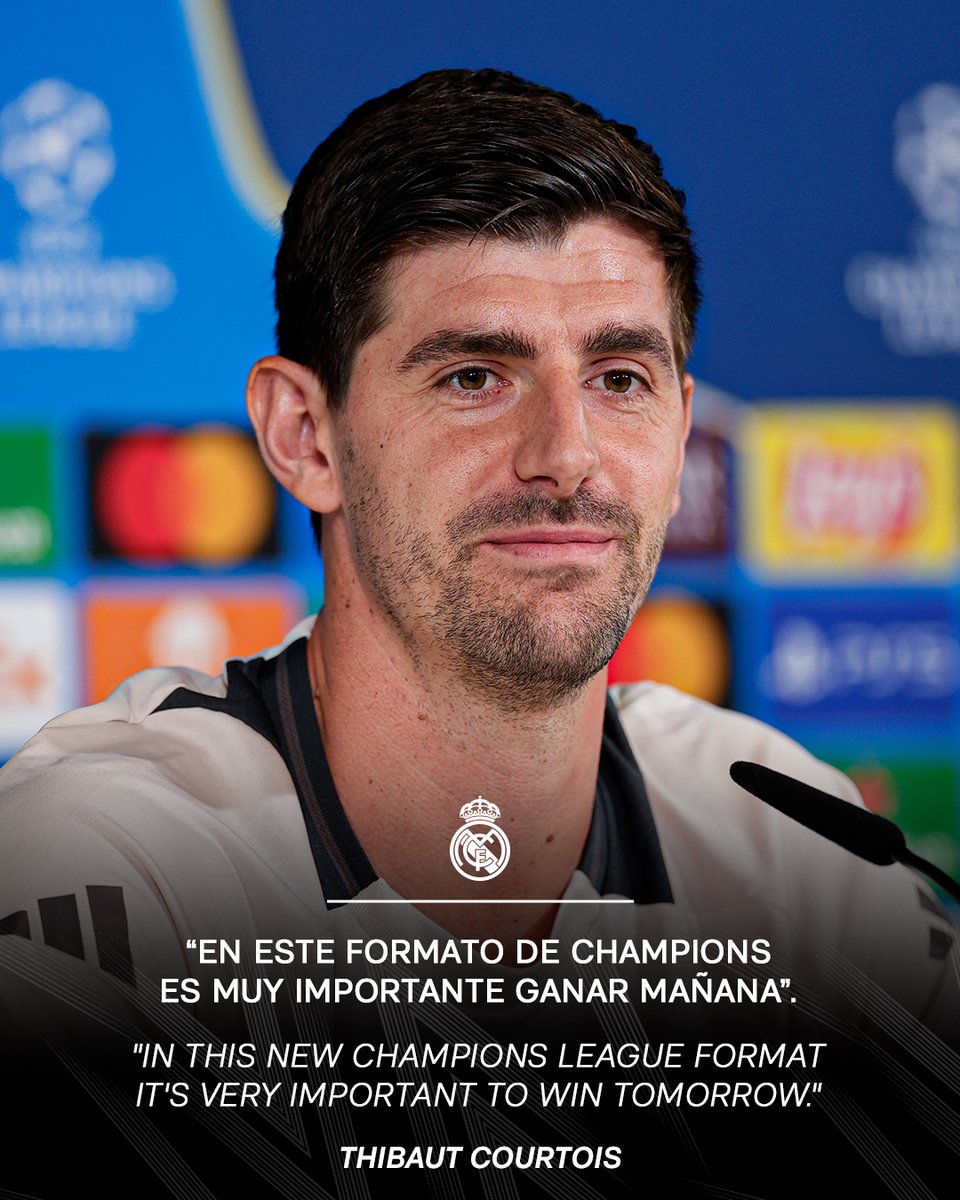 “EN ESTE FORMATO DE CHAMPIONS
ES MUY IMPORTANTE GANAR MAÑANA”.
"IN THIS NEW CHAMPIONS LEAGUE FORMAT
IT'S VERY IMPORTANT TO WIN TOMORROW."
THIBAUT COURTOIS